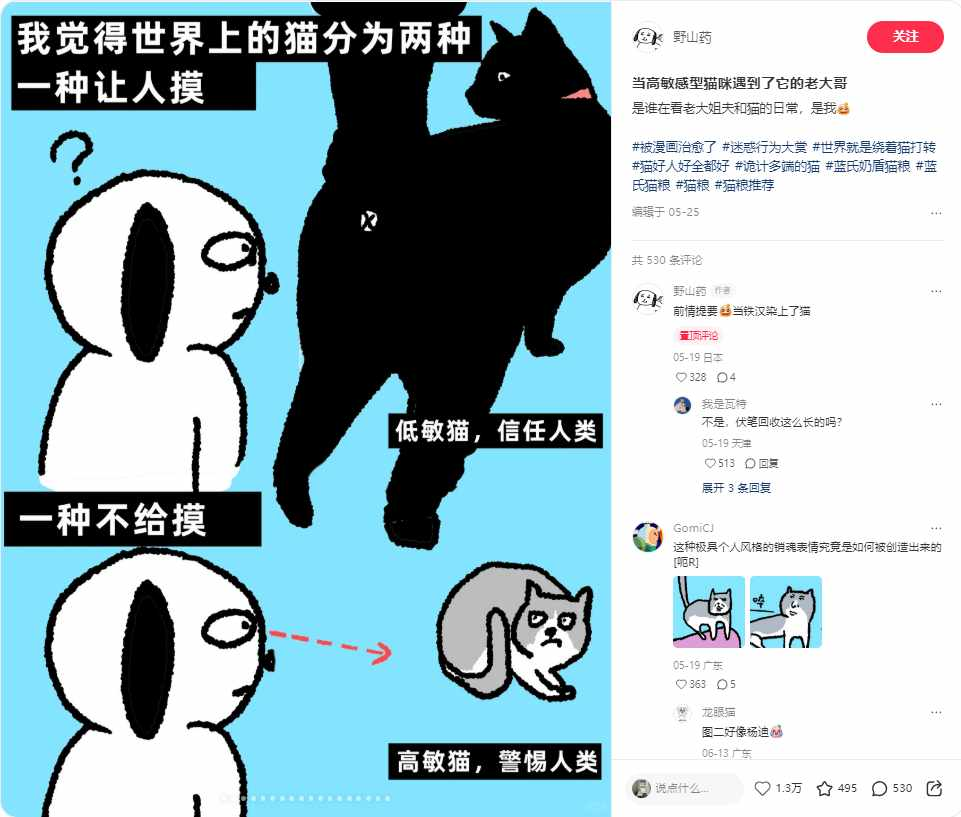 我觉得世界上的猫分为两种
一种让人摸
低敏猫，信任人类
一种不给摸
高敏猫，警惕人类
野山药
关注
当高敏感型猫咪遇到了它的老大哥
是谁在看老大姐夫和猫的日常，是我
#被漫画治愈了 #迷惑行为大赏 #世界就是绕着猫打转
#猫好人好全都好 #诡计多端的猫 #蓝氏奶盾猫粮 #蓝
氏猫粮 #猫粮 #猫粮推荐
编辑于 05-25
共 530 条评论
野山药 作者
前情提要当铁汉染上了猫
置顶评论
05-19 日本
328 4
我是瓦特
不是，伏笔回收这么长的吗?
05-19 天津
513 回复
展开 3 条回复
GomiCJ
这种极具个人风格的销魂表情究竟是如何被创造出来的
[呃R]
05-19 广东
363 5
龙眼猫
图二好像杨迪
06-13 广东
说点什么...
1.3万 495 530